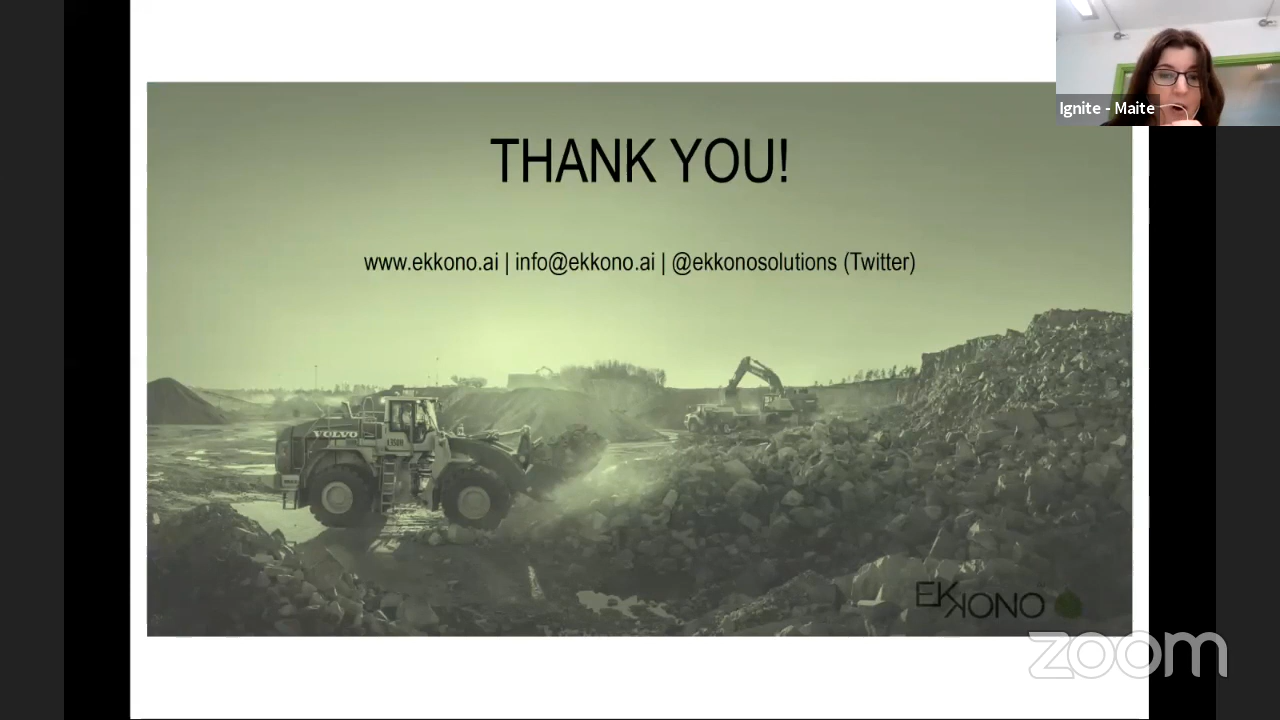 Ignite - Maite
THANK YOU!
www.ekkono.ai | info@ekkono.ai | @ekkonosolutions (Twitter)
VOLVO
EKKONO
zoom